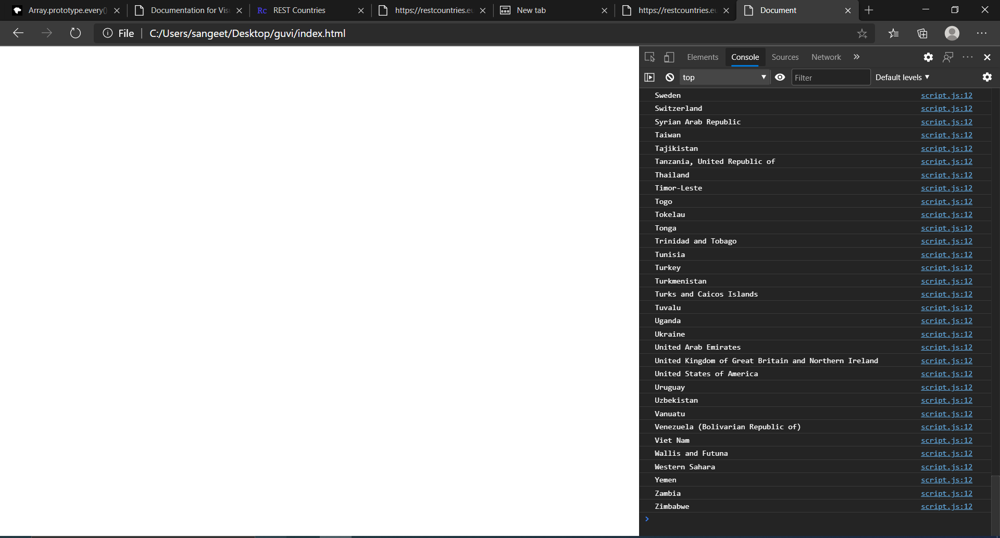 Array.prototype.every()
Documentation for Vis
Rc REST Countries
https://restcountries.eu
New tab
https://restcountries.eu
Document
File C:/Users/sangeet/Desktop/guvi/index.html
Elements Console Sources Network
top Filter Default levels
Sweden script.js:12
Switzerland script.js:12
Syrian Arab Republic script.js:12
Taiwan script.js:12
Tajikistan script.js:12
Tanzania, United Republic of script.js:12
Thailand script.js:12
Timor-Leste script.js:12
Togo script.js:12
Tokelau script.js:12
Tonga script.js:12
Trinidad and Tobago script.js:12
Tunisia script.js:12
Turkey script.js:12
Turkmenistan script.js:12
Turks and Caicos Islands script.js:12
Tuvalu script.js:12
Uganda script.js:12
Ukraine script.js:12
United Arab Emirates script.js:12
United Kingdom of Great Britain and Northern Ireland script.js:12
United States of America script.js:12
Uruguay script.js:12
Uzbekistan script.js:12
Vanuatu script.js:12
Venezuela (Bolivarian Republic of) script.js:12
Viet Nam script.js:12
Wallis and Futuna script.js:12
Western Sahara script.js:12
Yemen script.js:12
Zambia script.js:12
Zimbabwe script.js:12